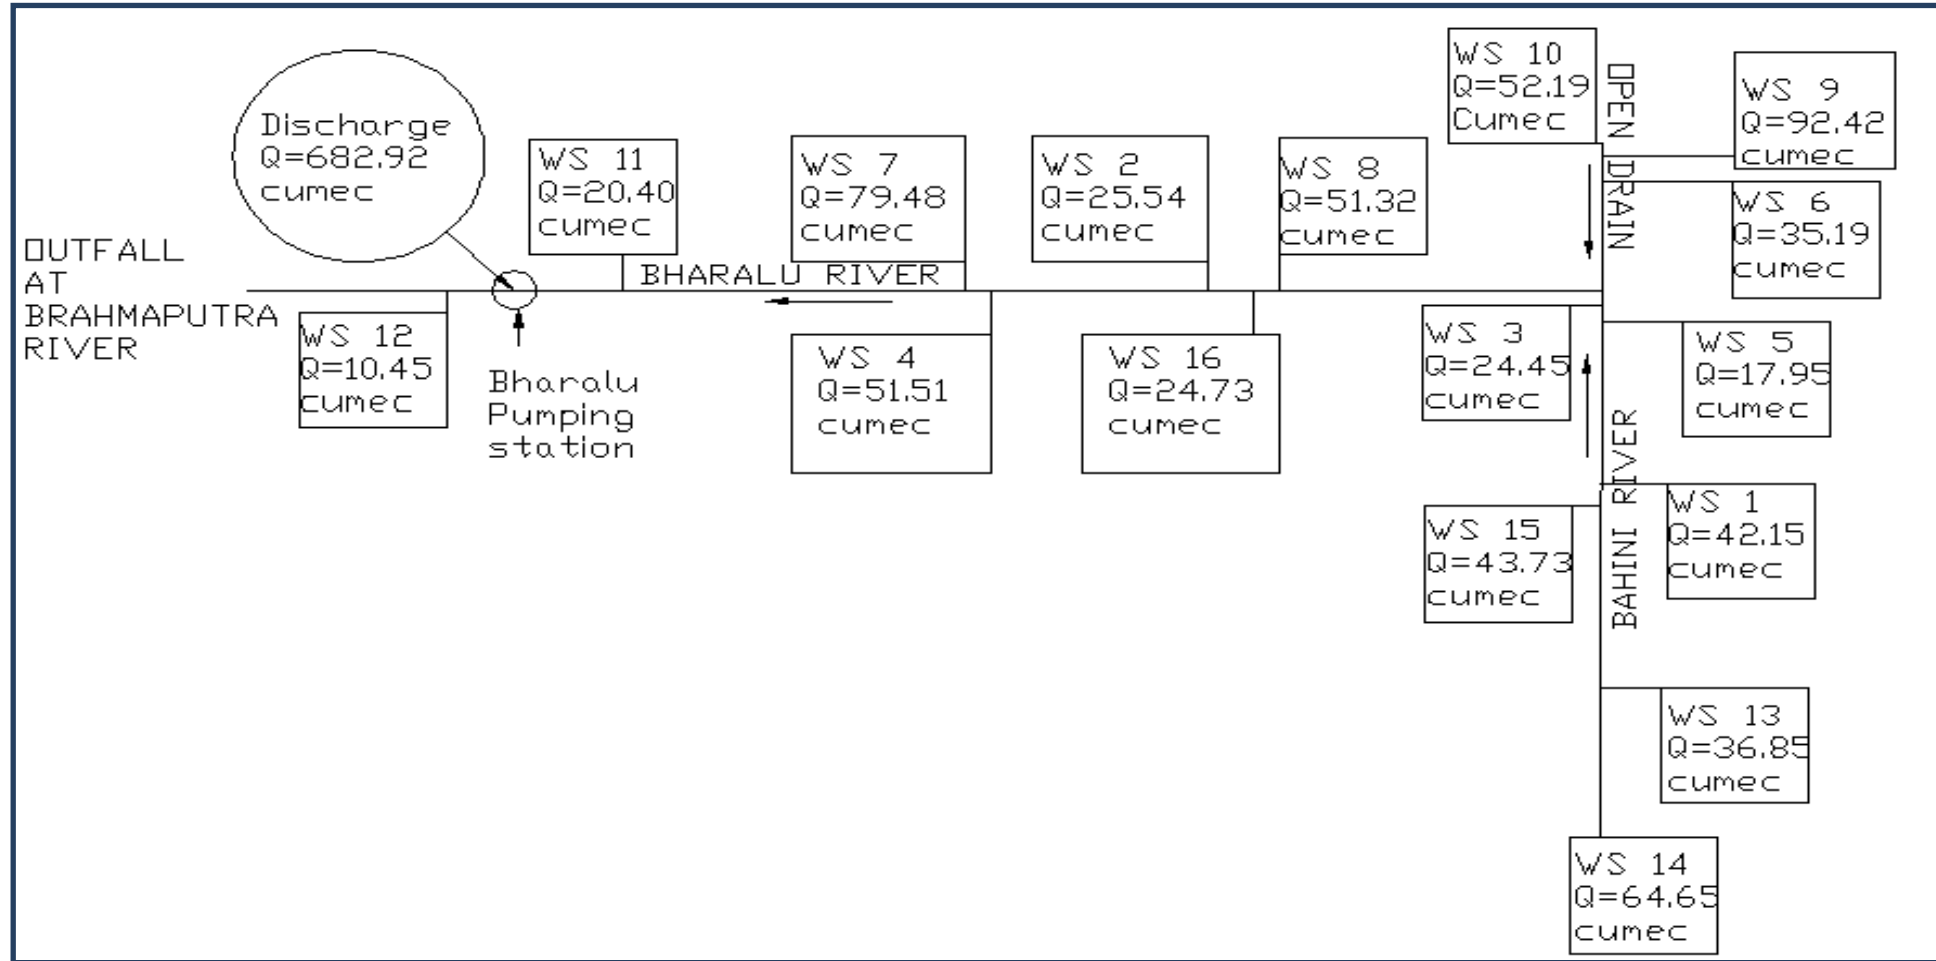 Discharge
Q=682.92
cumec
WS 11
Q=20.40
cumec
WS 7
Q=79.48
cumec
WS 2
Q=25.54
cumec
WS 8
Q=51.32
cumec
WS 10
Q=52.19
Cumec
OPEN DRAIN
WS 9
Q=92.42
cumec
WS 6
Q=35.19
cumec
OUTFALL
AT
BRAHMAPUTRA
RIVER
BHARALU RIVER
WS 12
Q=10.45
cumec
Bharalu
Pumping
station
WS 4
Q=51.51
cumec
WS 16
Q=24.73
cumec
WS 3
Q=24.45
cumec
WS 5
Q=17.95
cumec
BAHINI RIVER
WS 15
Q=43.73
cumec
WS 1
Q=42.15
cumec
WS 13
Q=36.85
cumec
WS 14
Q=64.65
cumec